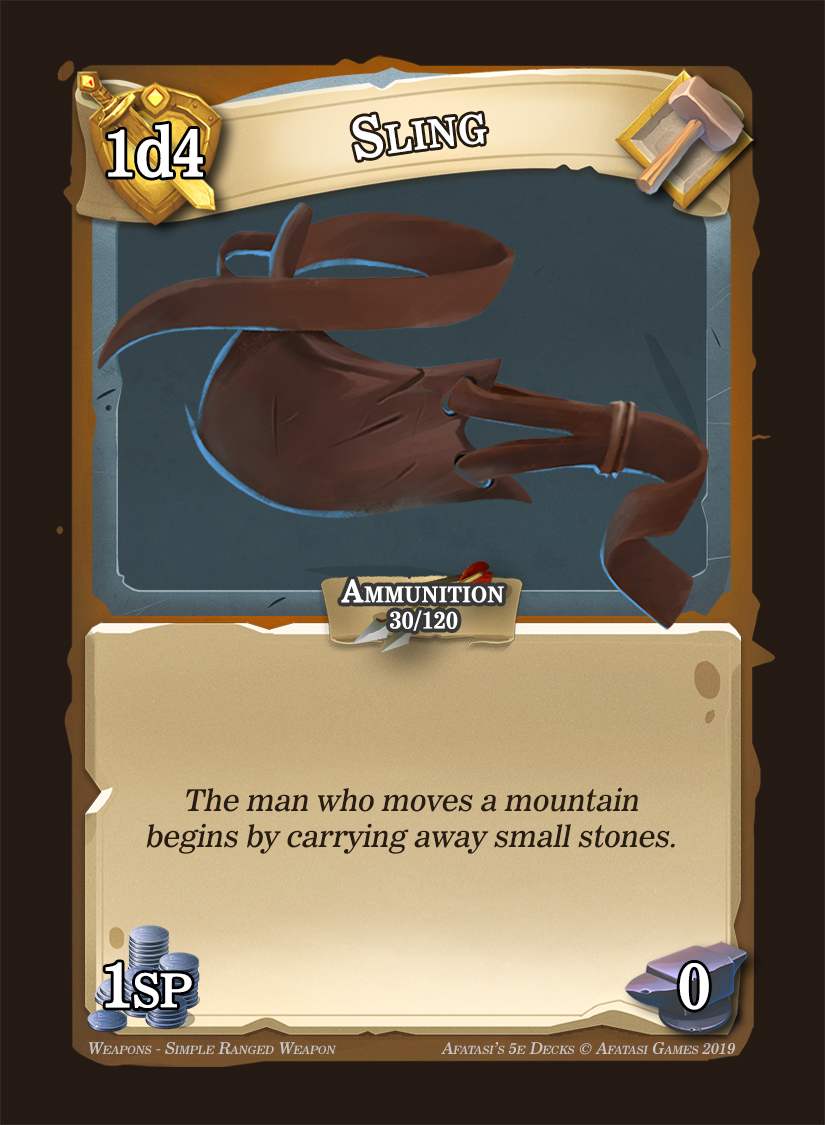 Sling
1d4
Ammunition
30/120
The man who moves a mountain
begins by carrying away small stones.
1sp
0
Weapons - Simple Ranged Weapon
Afatasi's 5e Decks © Afatasi Games 2019